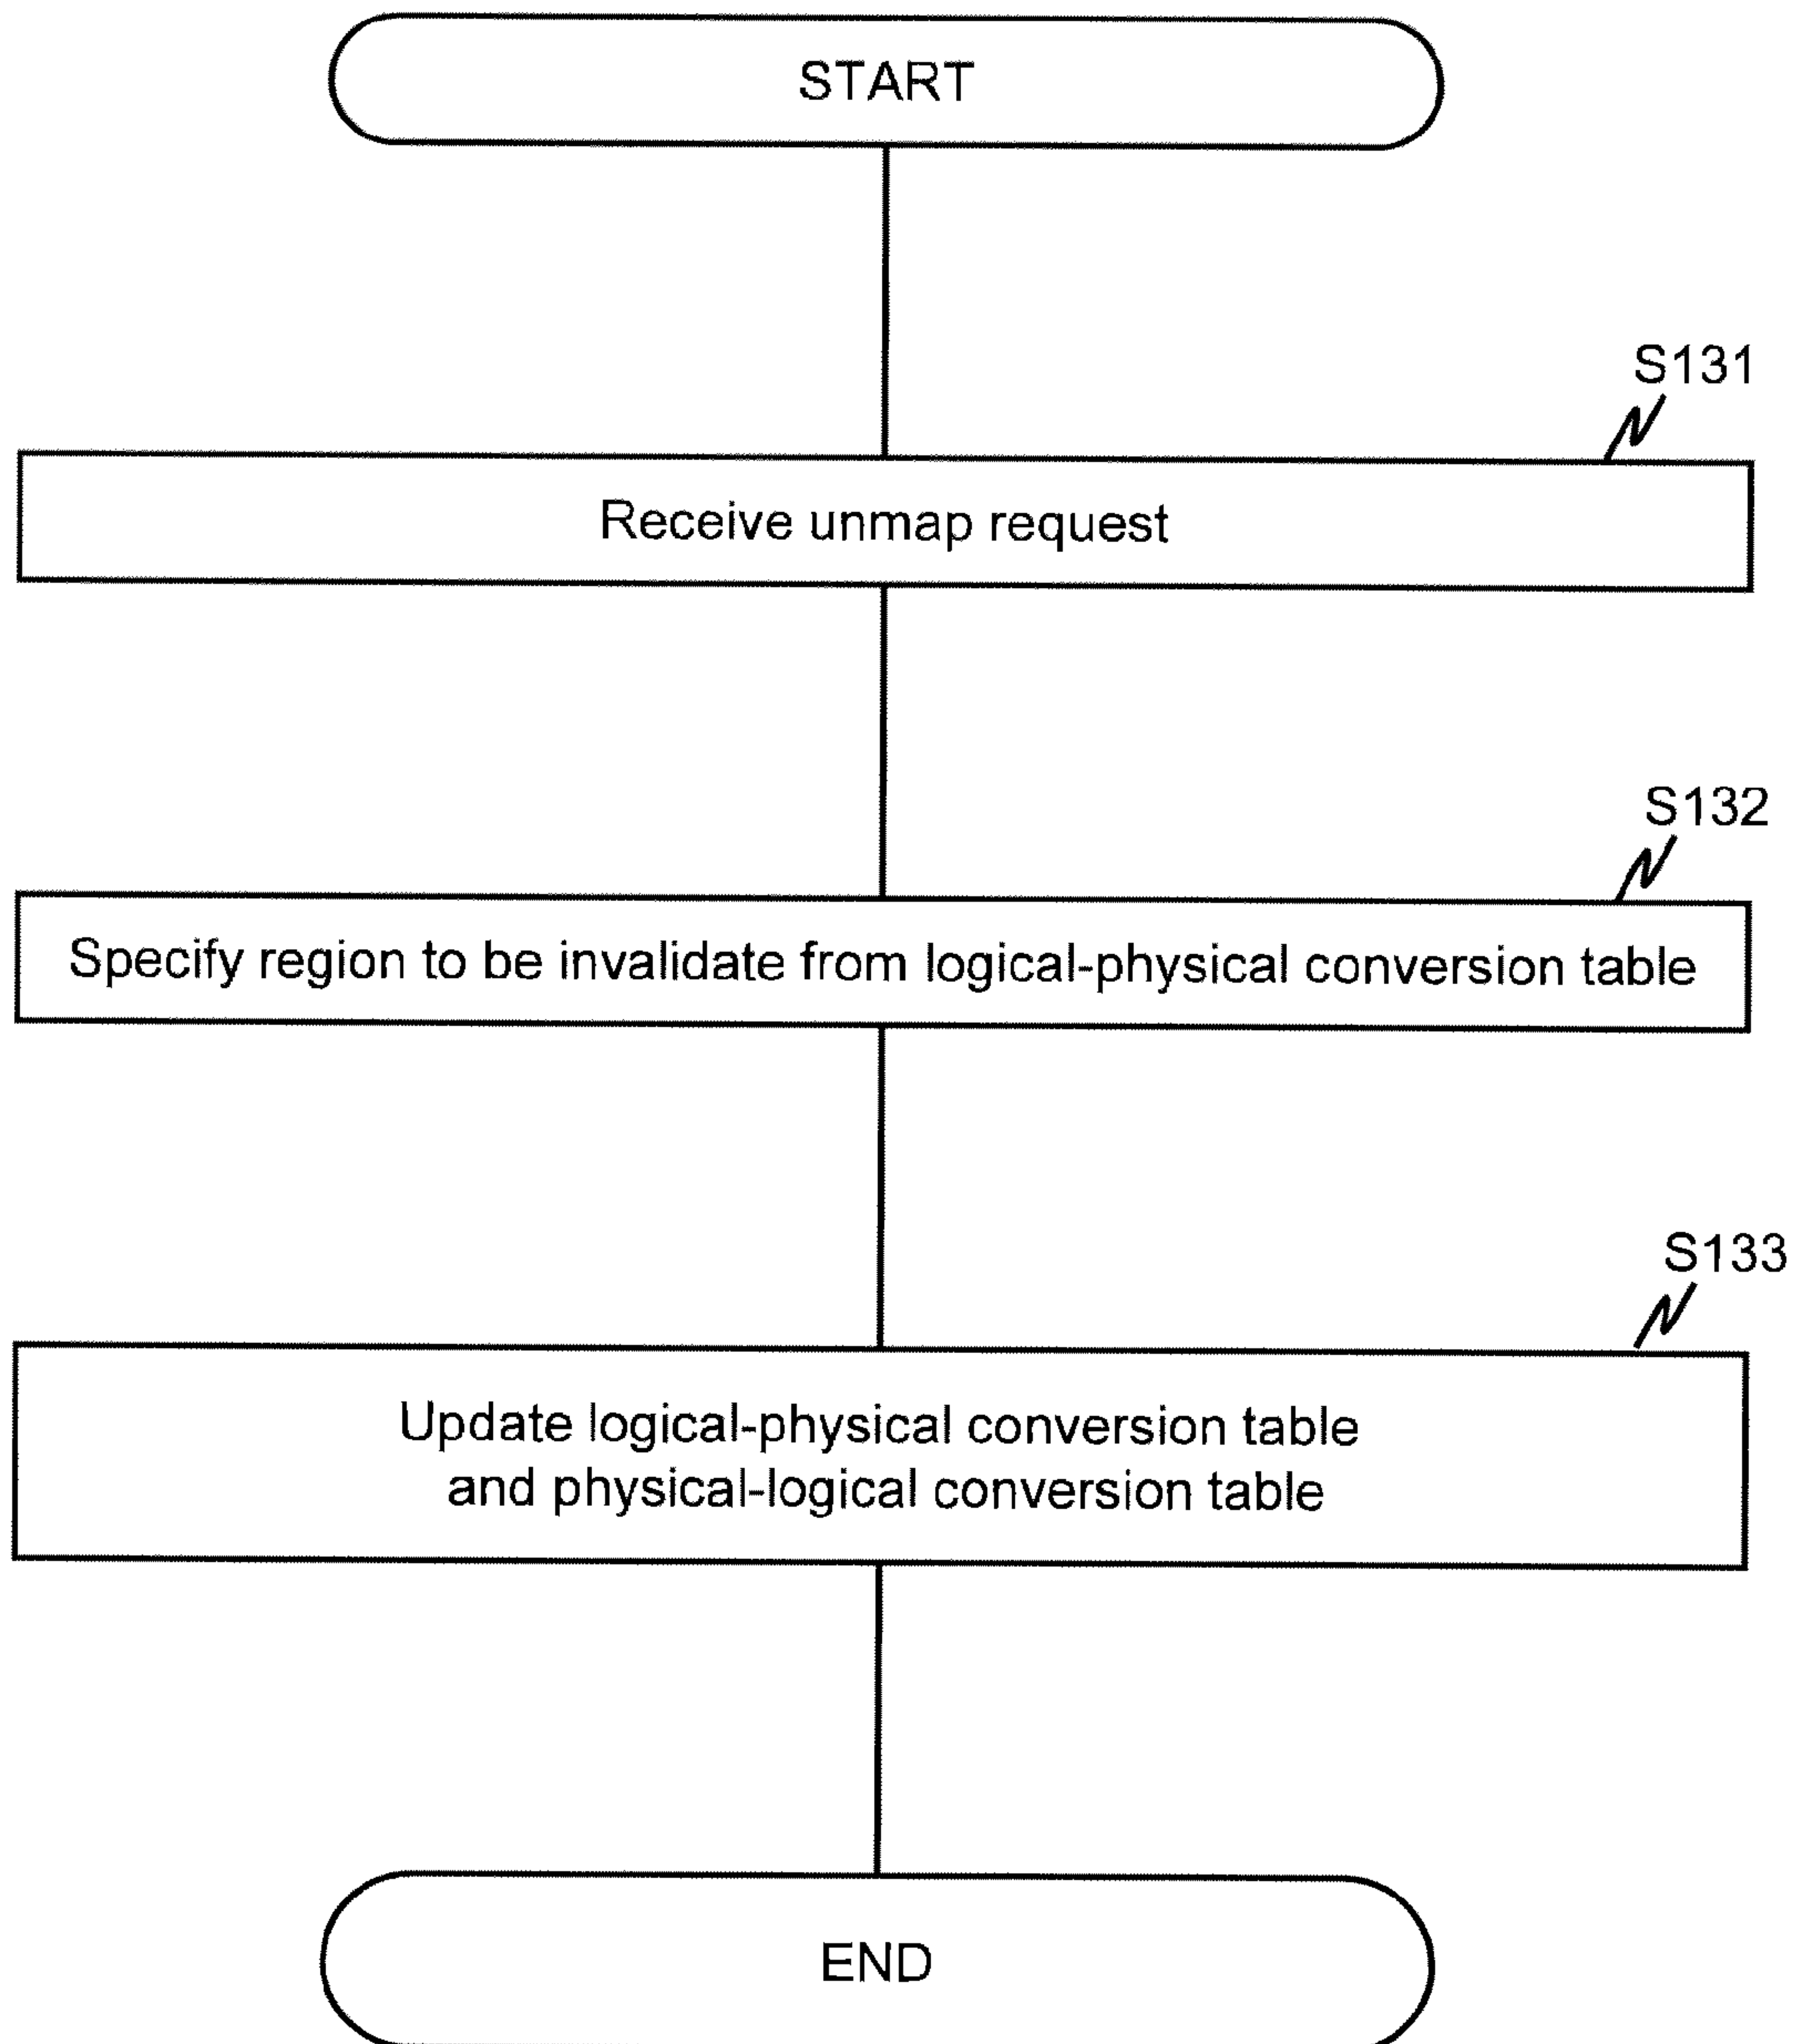 START
S131
Receive unmap request
S132
Specify region to be invalidate from logical-physical conversion table
S133
Update logical-physical conversion table
and physical-logical conversion table
END